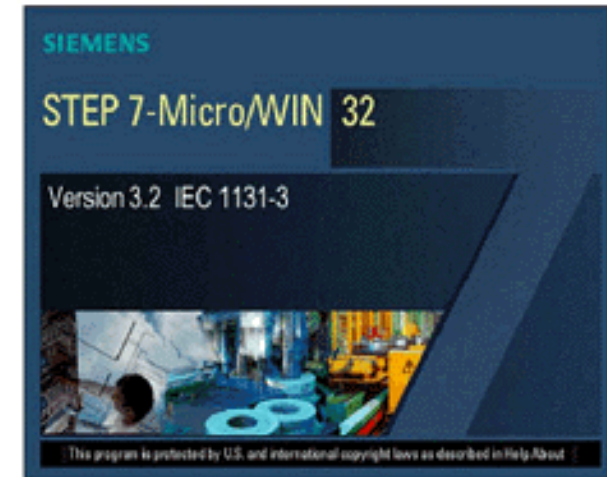 SIEMENS
STEP 7-Micro/WIN 32
Version 3.2 IEC 1131-3
This program is protected by U.S. and international copyright laws as described in Help About